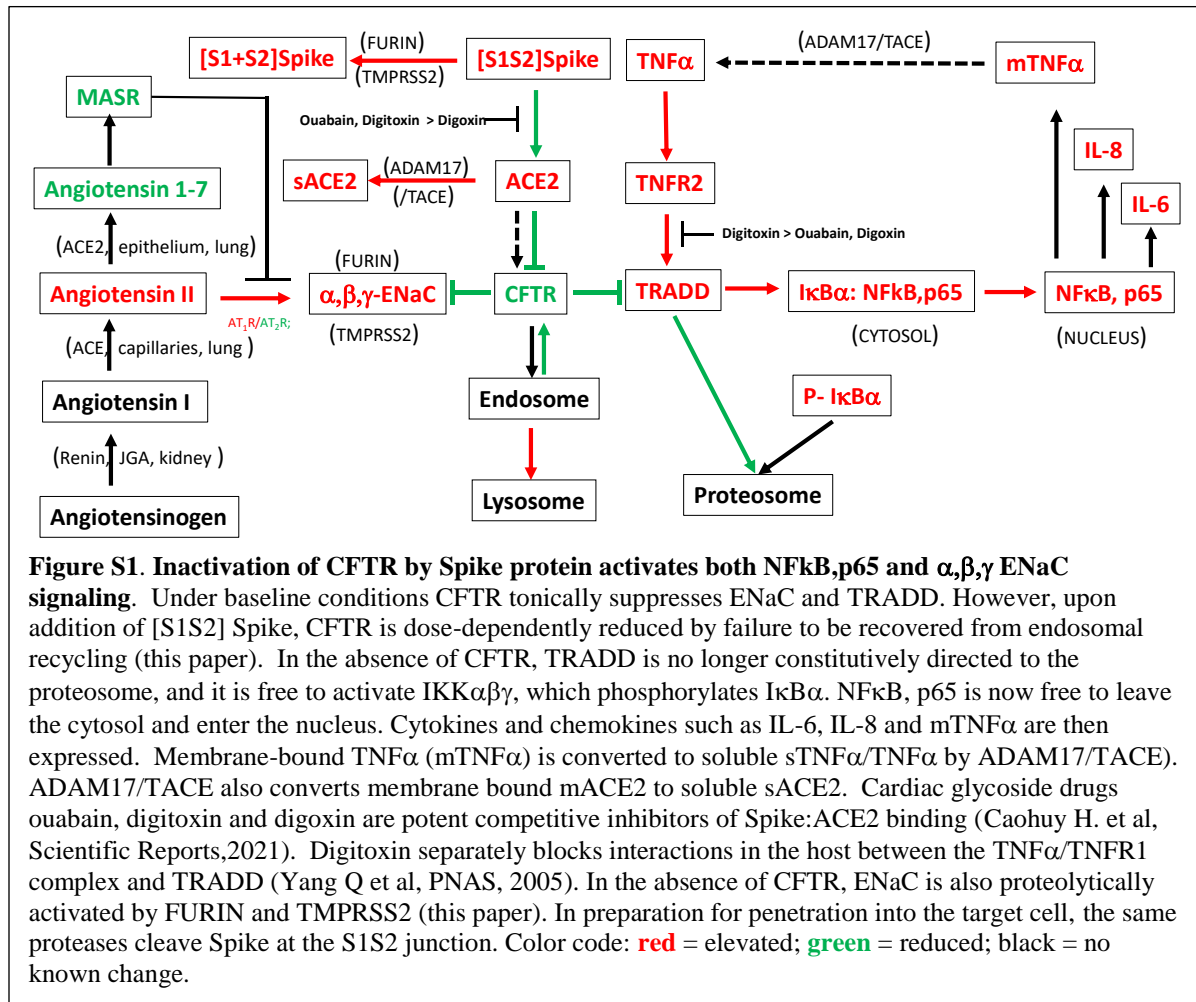 [S1+S2]Spike
(FURIN)
(TMPRSS2)
[S1S2]Spike
TNFα
(ADAM17/TACE)
mTNFα
MASR
Ouabain, Digitoxin > Digoxin
IL-8
Angiotensin 1-7
sACE2
(ADAM17)
(/TACE)
ACE2
TNFR2
IL-6
(ACE2, epithelium, lung)
Digitoxin > Ouabain, Digoxin
(FURIN)
Angiotensin II
α,β,γ-ENaC
CFTR
TRADD
IκBα: NFkB,p65
NFκB, p65
AT1R/AT2R;
(TMPRSS2)
(CYTOSOL)
(NUCLEUS)
(ACE, capillaries, lung )
Angiotensin I
Endosome
P- IκBα
(Renin, JGA, kidney )
Lysosome
Proteosome
Angiotensinogen
Figure S1. Inactivation of CFTR by Spike protein activates both NFkB,p65 and α,β,γ ENaC
signaling. Under baseline conditions CFTR tonically suppresses ENaC and TRADD. However, upon
addition of [S1S2] Spike, CFTR is dose-dependently reduced by failure to be recovered from endosomal
recycling (this paper). In the absence of CFTR, TRADD is no longer constitutively directed to the
proteosome, and it is free to activate IKKαβγ, which phosphorylates IκBα. NFκB, p65 is now free to leave
the cytosol and enter the nucleus. Cytokines and chemokines such as IL-6, IL-8 and mTNFα are then
expressed. Membrane-bound TNFα (mTNFα) is converted to soluble sTNFα/TNFα by ADAM17/TACE).
ADAM17/TACE also converts membrane bound mACE2 to soluble sACE2. Cardiac glycoside drugs
ouabain, digitoxin and digoxin are potent competitive inhibitors of Spike:ACE2 binding (Caohuy H. et al,
Scientific Reports,2021). Digitoxin separately blocks interactions in the host between the TNFα/TNFR1
complex and TRADD (Yang Q et al, PNAS, 2005). In the absence of CFTR, ENaC is also proteolytically
activated by FURIN and TMPRSS2 (this paper). In preparation for penetration into the target cell, the same
proteases cleave Spike at the S1S2 junction. Color code: red = elevated; green = reduced; black = no
known change.